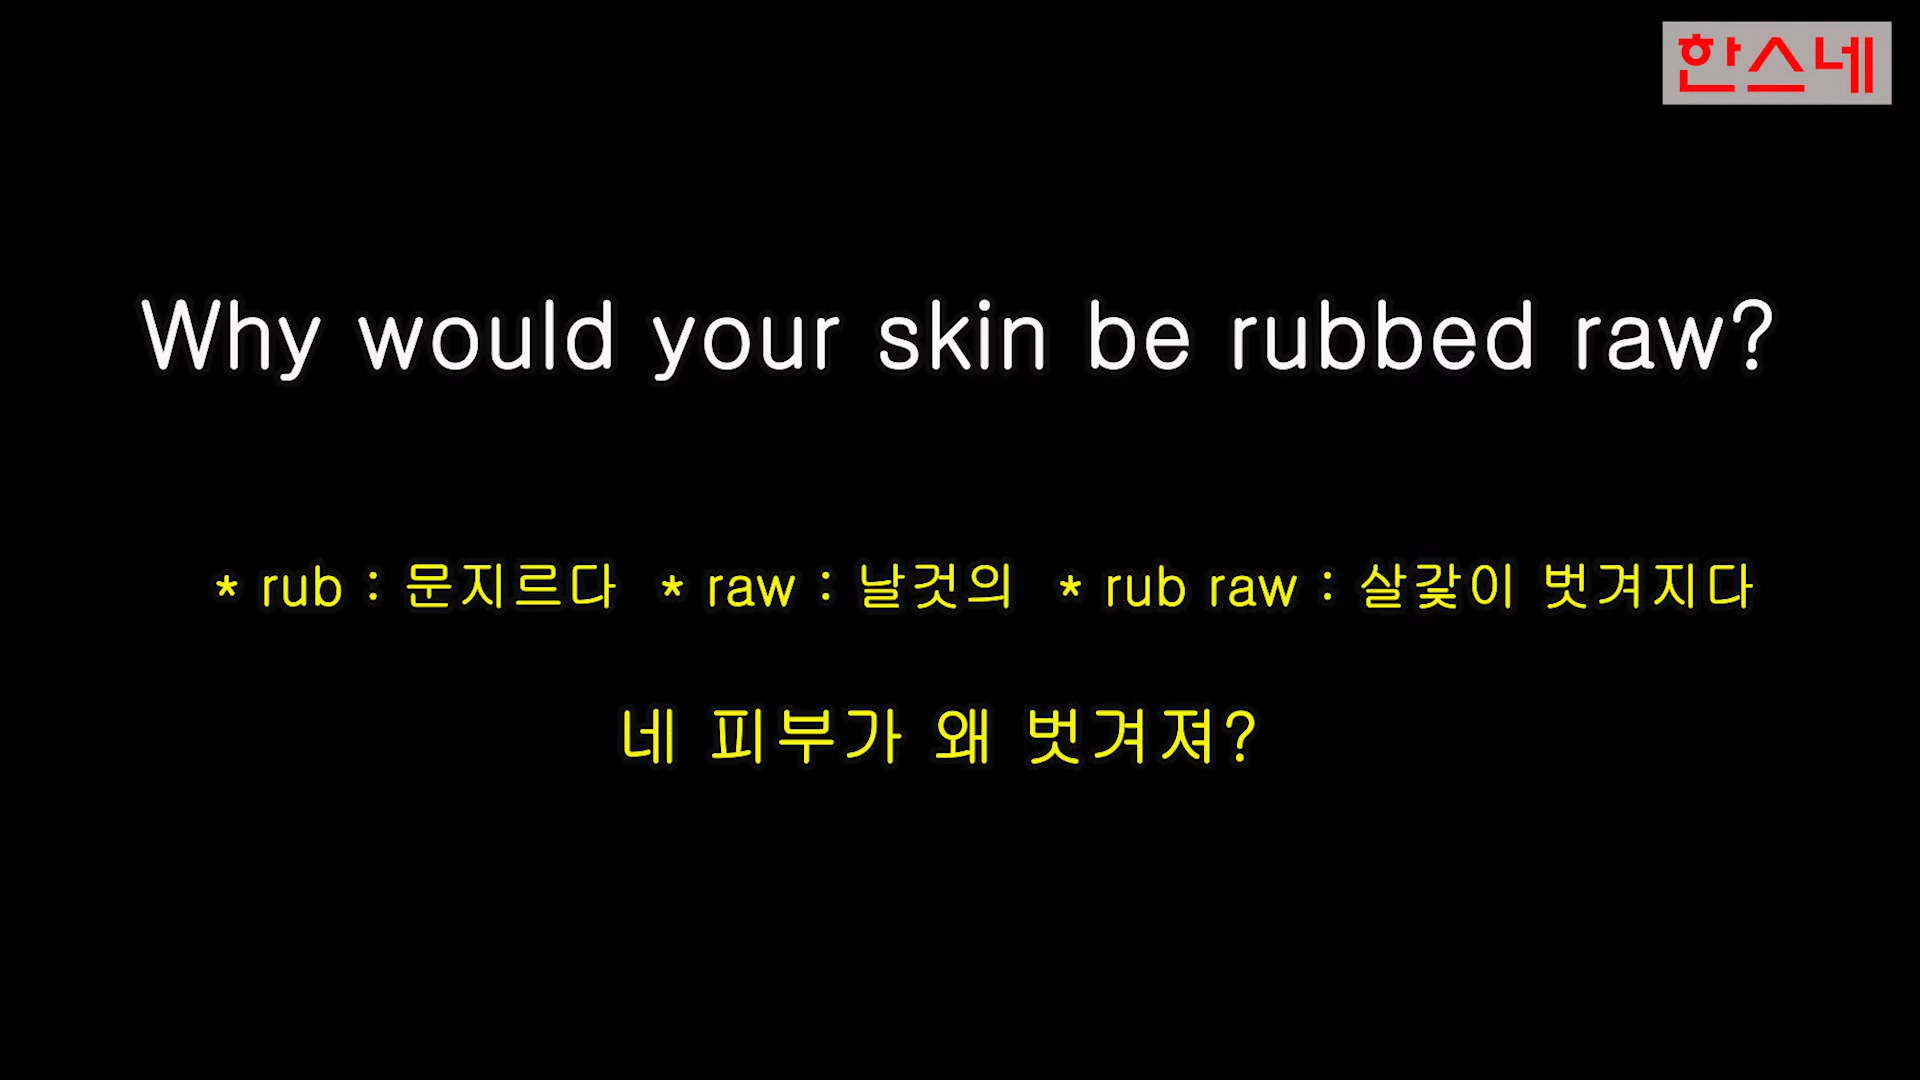 한스네
Why would your skin be rubbed raw?
* rub : 문지르다 * raw : 날것의 * rub raw : 살갗이 벗겨지다
네 피부가 왜 벗겨져?